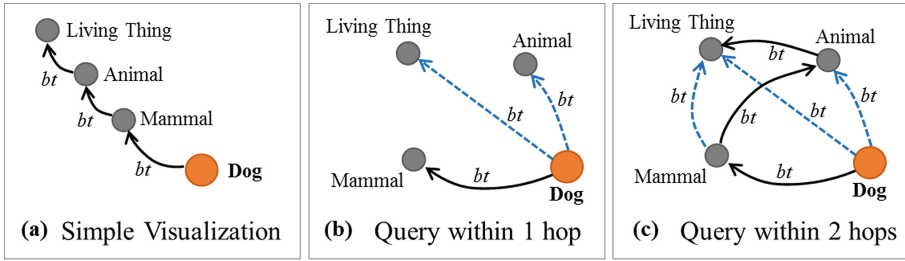 Living Thing
Animal
Mammal
Dog
bt
bt
bt
(a) Simple Visualization
Living Thing
Animal
Mammal
Dog
bt
bt
bt
(b) Query within 1 hop
Living Thing
Animal
Mammal
Dog
bt
bt
bt
bt
bt
bt
(c) Query within 2 hops